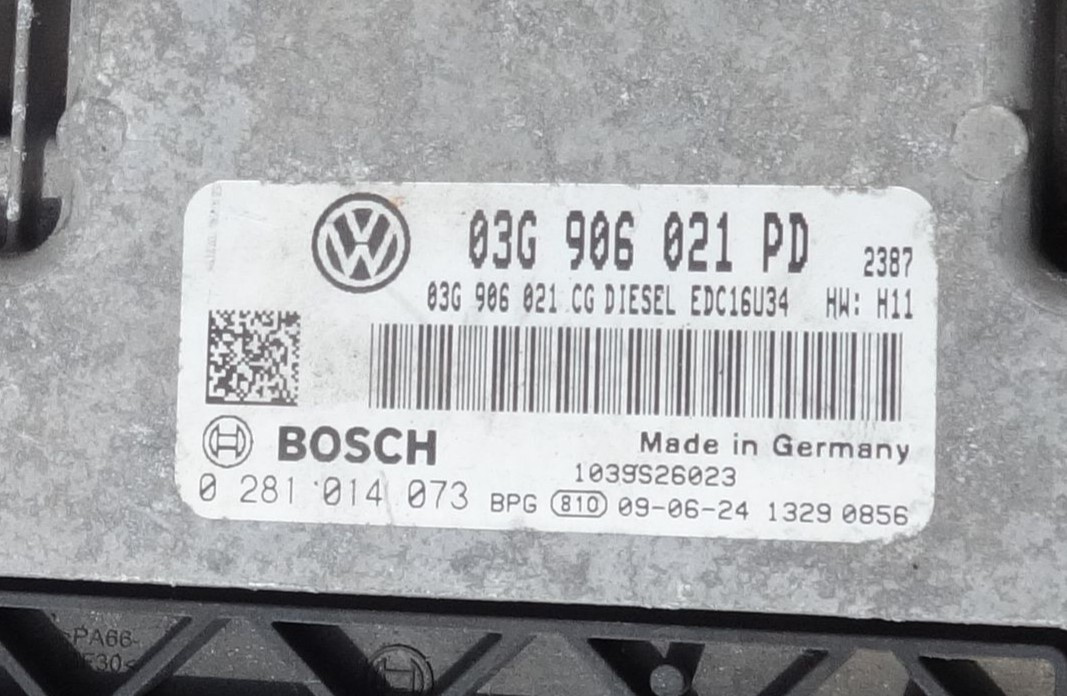 03G 906 021 PD 2387
03G 906 021 CG DIESEL EDC16U34 HW: H11
BOSCH Made in Germany
1039S26023
0 281 014 073 BPG 810 09-06-24 1329 0856
>PA66-